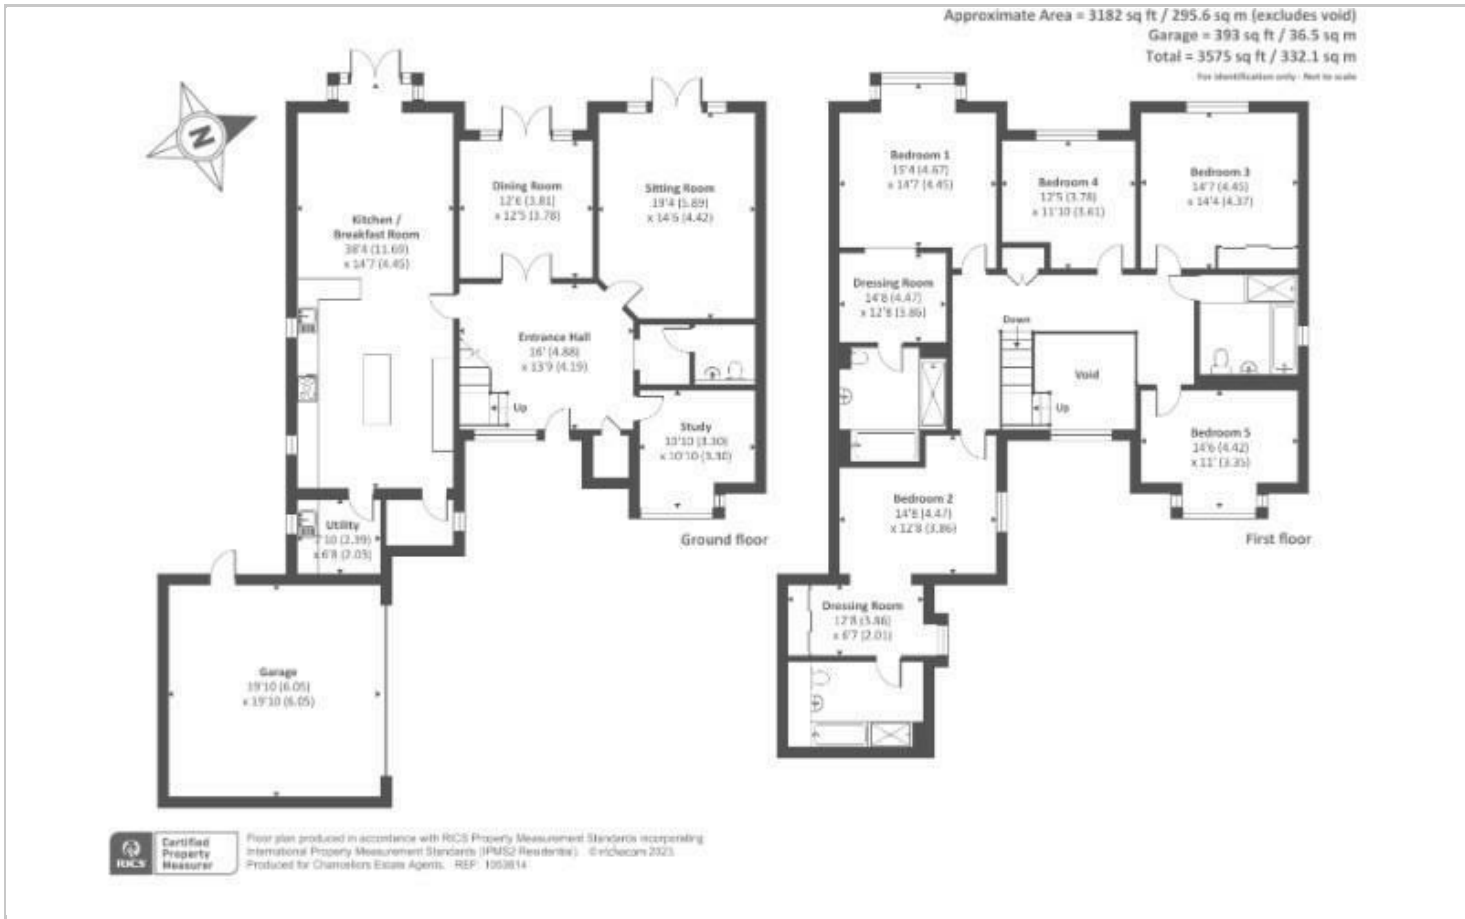 Approximate Area = 3182 sq ft / 295.6 sq m (excludes void)
Garage = 393 sq ft / 36.5 sq m
Total = 3575 sq ft / 332.1 sq m
For identification only - Not to scale
N
Kitchen /
Breakfast Room
38'4 (11.69)
x 14'7 (4.45)
Dining Room
12'6 (3.81)
x 12'5 (3.78)
Sitting Room
19'4 (5.89)
x 14'6 (4.42)
Entrance Hall
16' (4.88)
x 13'9 (4.19)
Up
Study
10'10 (3.30)
x 10'10 (3.30)
Utility
7'10 (2.39)
x 6'8 (2.03)
Ground floor
Garage
19'10 (6.05)
x 19'10 (6.05)
Bedroom 1
15'4 (4.67)
x 14'7 (4.45)
Bedroom 4
12'5 (3.78)
x 11'10 (3.61)
Bedroom 3
14'7 (4.45)
x 14'4 (4.37)
Dressing Room
14'8 (4.47)
x 12'8 (3.86)
Down
Void
Up
Bedroom 5
14'6 (4.42)
x 11' (3.35)
Bedroom 2
14'8 (4.47)
x 12'8 (3.86)
First floor
Dressing Room
12'8 (3.86)
x 6'7 (2.01)
RICS
Certified
Property
Measurer
Floor plan produced in accordance with RICS Property Measurement Standards incorporating
International Property Measurement Standards (IPMS2 Residential). © nichecom 2023.
Produced for Chancellors Estate Agents. REF: 1053814